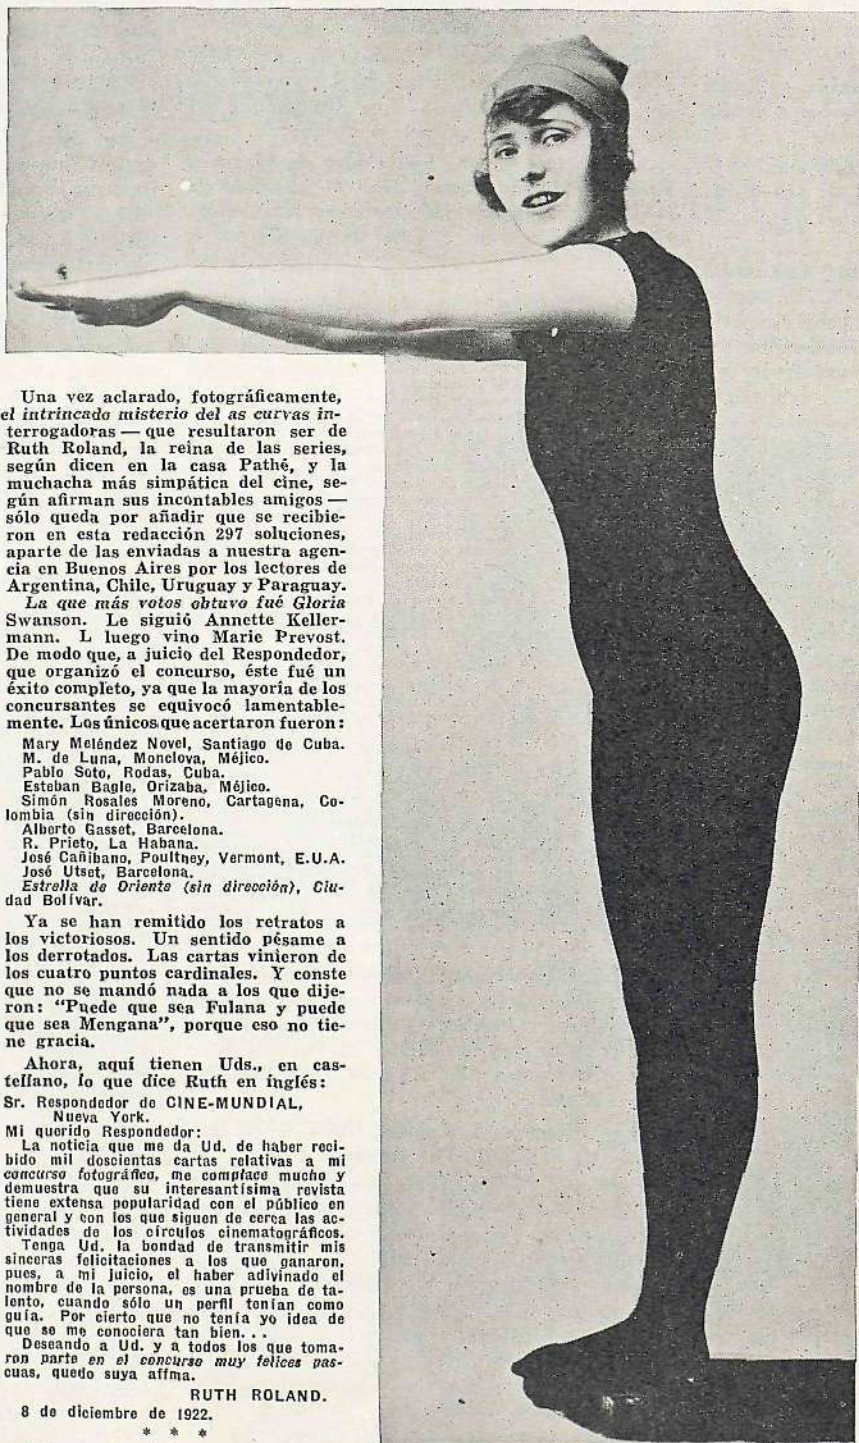 Una vez aclarado, fotográficamente,
el intrincado misterio del as curvas in-
terrogadoras — que resultaron ser de
Ruth Roland, la reina de las series,
según dicen en la casa Pathé, y la
muchacha más simpática del cine, se-
gún afirman sus incontables amigos —
sólo queda por añadir que se recibie-
ron en esta redacción 297 soluciones,
aparte de las enviadas a nuestra agen-
cia en Buenos Aires por los lectores de
Argentina, Chile, Uruguay y Paraguay.
La que más votos obtuvo fué Gloria
Swanson. Le siguió Annette Keller-
mann. L luego vino Marie Prevost.
De modo que, a juicio del Respondedor,
que organizó el concurso, éste fué un
éxito completo, ya que la mayoría de los
concursantes se equivocó lamentable-
mente. Los únicos que acertaron fueron:
Mary Meléndez Novel, Santiago de Cuba.
M. de Luna, Monclova, Méjico.
Pablo Soto, Rodas, Cuba.
Esteban Bagle, Orizaba, Méjico.
Simón Rosales Moreno, Cartagena, Co-
lombia (sin dirección).
Alberto Gasset, Barcelona.
R. Prieto, La Habana.
José Cañibano, Poultney, Vermont, E.U.A.
José Utset, Barcelona.
Estrella de Oriente (sin dirección), Ciu-
dad Bolívar.
Ya se han remitido los retratos a
los victoriosos. Un sentido pésame a
los derrotados. Las cartas vinieron de
los cuatro puntos cardinales. Y conste
que no se mandó nada a los que dije-
ron: "Puede que sea Fulana y puede
que sea Mengana", porque eso no tie-
ne gracia.
Ahora, aquí tienen Uds., en cas-
tellano, lo que dice Ruth en inglés:
Sr. Respondedor de CINE-MUNDIAL,
Nueva York.
Mi querido Respondedor:
La noticia que me da Ud. de haber reci-
bido mil doscientas cartas relativas a mi
concurso fotográfico, me complace mucho y
demuestra que su interesantísima revista
tiene extensa popularidad con el público en
general y con los que siguen de cerca las ac-
tividades de los círculos cinematográficos.
Tenga Ud. la bondad de transmitir mis
sinceras felicitaciones a los que ganaron,
pues, a mi juicio, el haber adivinado el
nombre de la persona, es una prueba de ta-
lento, cuando sólo un perfil tenían como
guía. Por cierto que no tenía yo idea de
que se me conociera tan bien...
Deseando a Ud. y a todos los que toma-
ron parte en el concurso muy felices pas-
cuas, quedo suya affma.
RUTH ROLAND.
8 de diciembre de 1922.
* * *